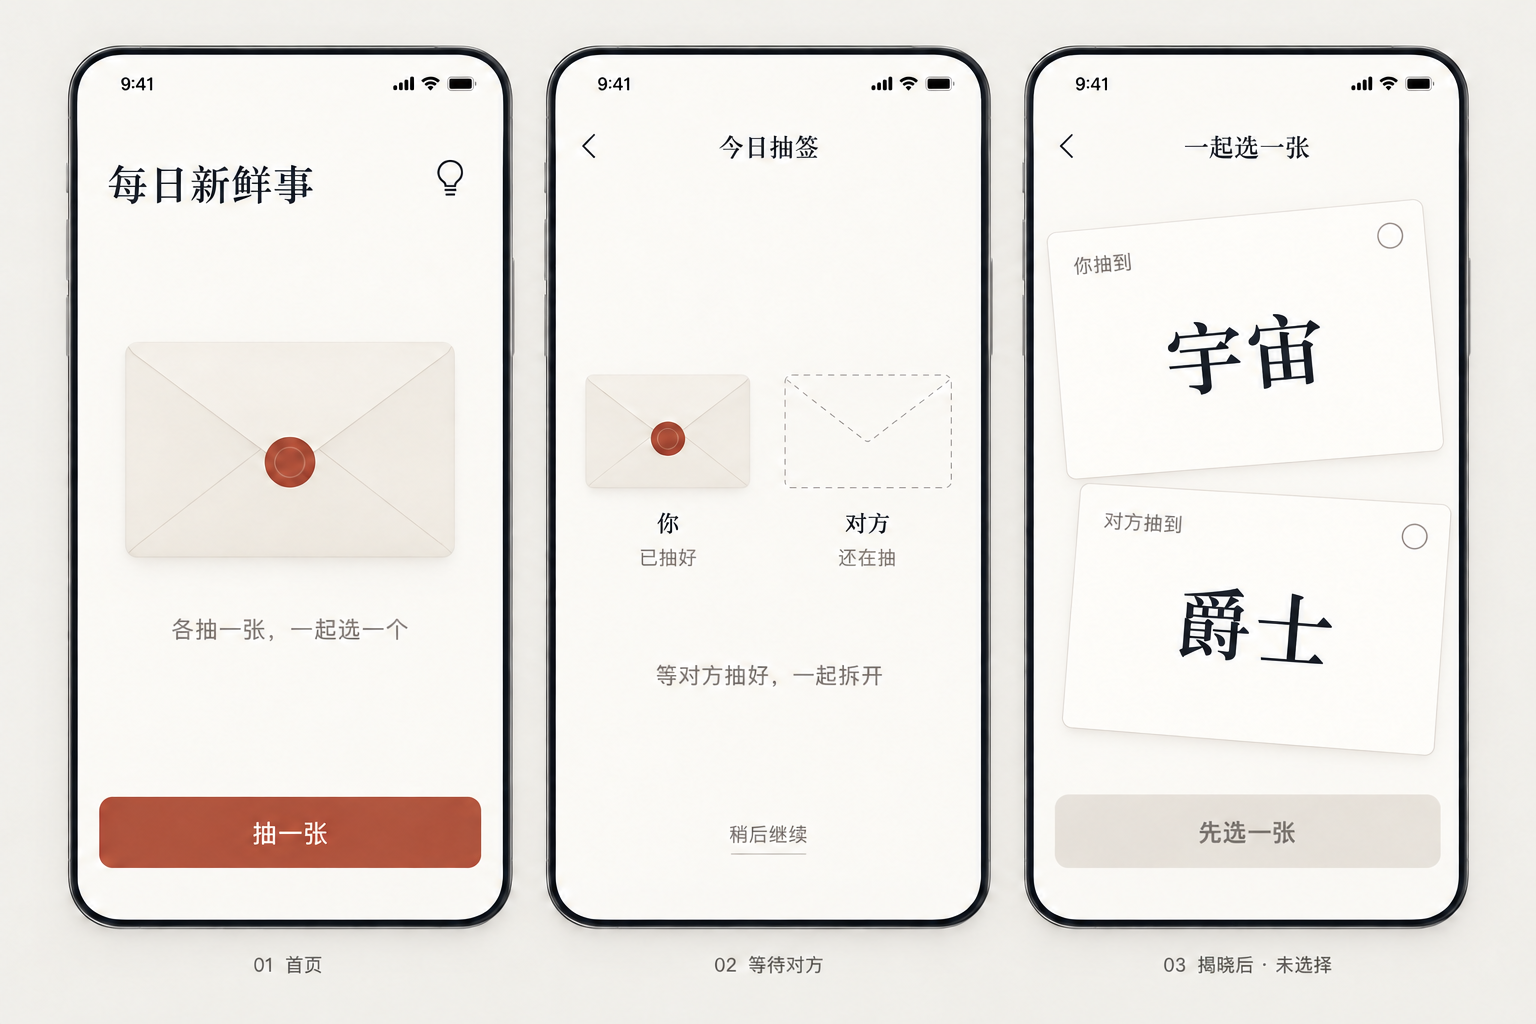 9:41
每日新鲜事
各抽一张，一起选一个
抽一张
01 首页
9:41
今日抽签
你
已抽好
对方
还在抽
等对方抽好，一起拆开
稍后继续
02 等待对方
9:41
一起选一张
你抽到
宇宙
对方抽到
爵士
先选一张
03 揭晓后 · 未选择